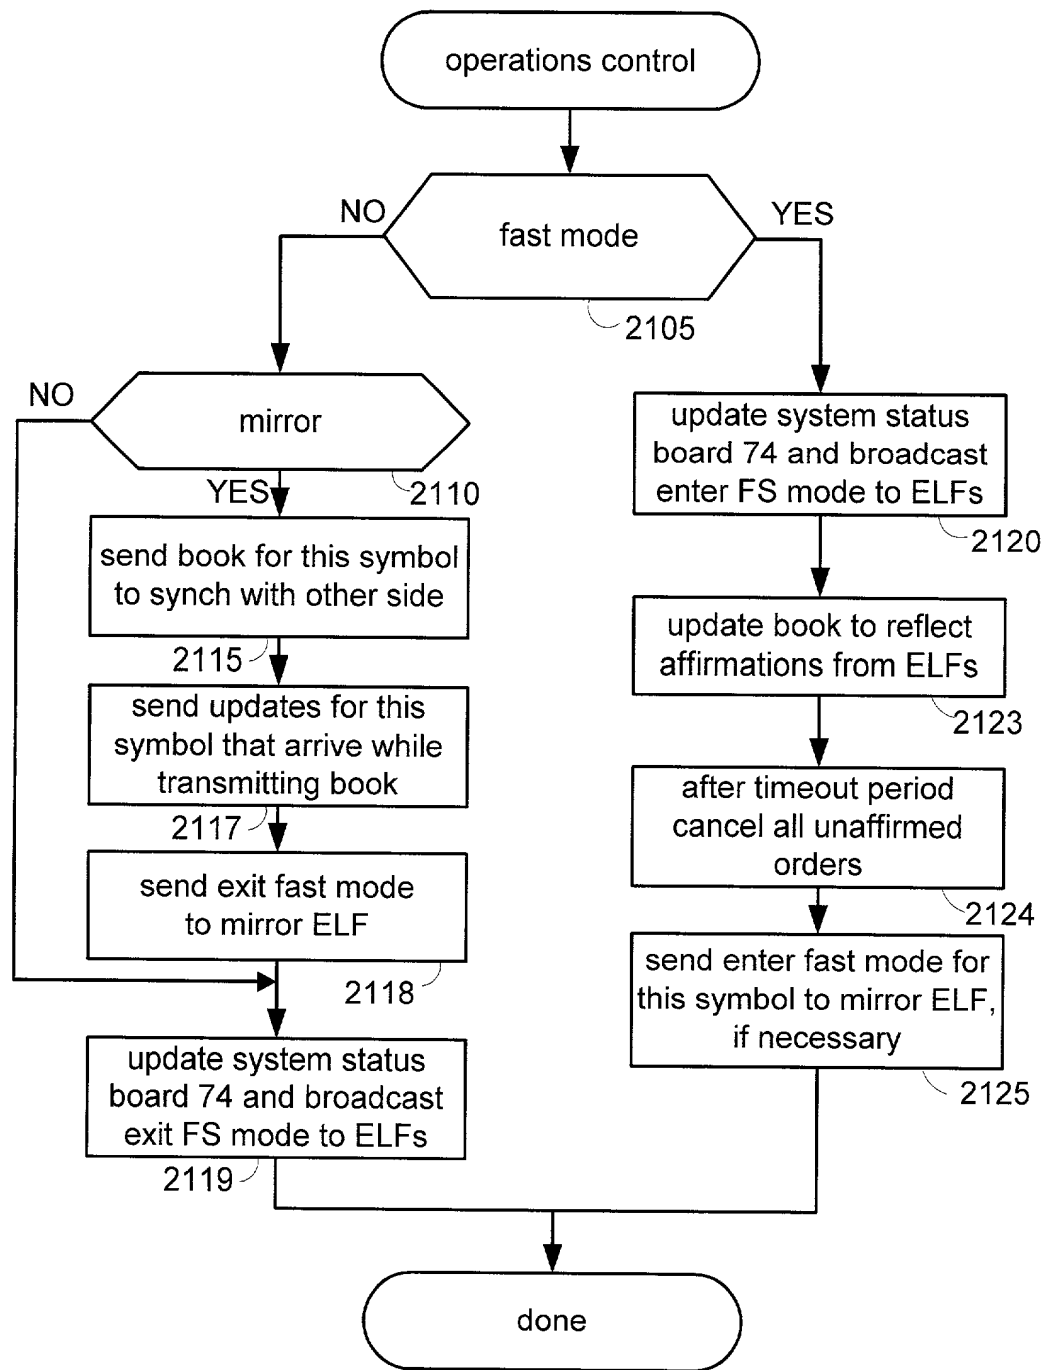 operations control
NO
YES
fast mode
2105
NO
mirror
YES
2110
send book for this symbol
to synch with other side
2115
send updates for this
symbol that arrive while
transmitting book
2117
send exit fast mode
to mirror ELF
2118
update system status
board 74 and broadcast
exit FS mode to ELFs
2119
update system status
board 74 and broadcast
enter FS mode to ELFs
2120
update book to reflect
affirmations from ELFs
2123
after timeout period
cancel all unaffirmed
orders
2124
send enter fast mode for
this symbol to mirror ELF,
if necessary
2125
done